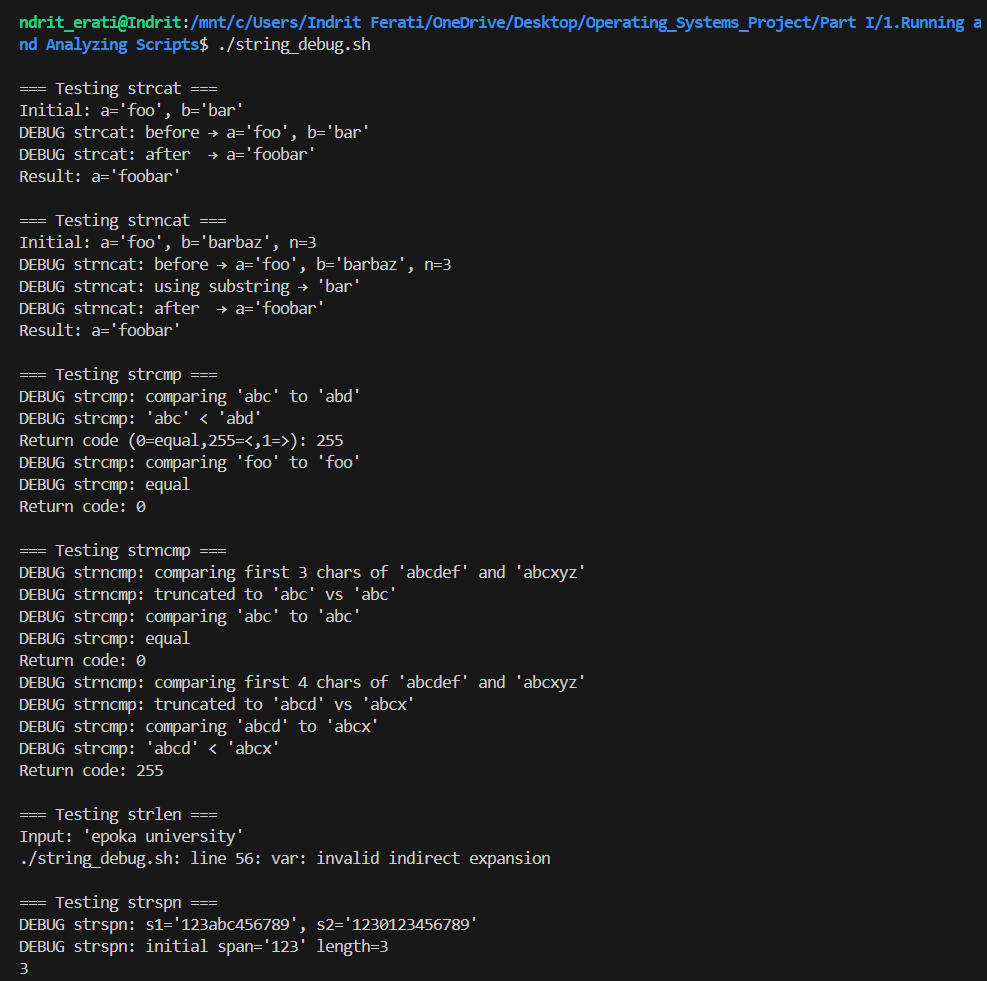 ndrit_erati@Indrit:/mnt/c/Users/Indrit Ferati/OneDrive/Desktop/Operating_Systems_Project/Part I/1.Running a
nd Analyzing Scripts$ ./string_debug.sh
=== Testing strcat ===
Initial: a='foo', b='bar'
DEBUG strcat: before → a='foo', b='bar'
DEBUG strcat: after  → a='foobar'
Result: a='foobar'
=== Testing strncat ===
Initial: a='foo', b='barbaz', n=3
DEBUG strncat: before → a='foo', b='barbaz', n=3
DEBUG strncat: using substring → 'bar'
DEBUG strncat: after  → a='foobar'
Result: a='foobar'
=== Testing strcmp ===
DEBUG strcmp: comparing 'abc' to 'abd'
DEBUG strcmp: 'abc' < 'abd'
Return code (0=equal,255=<,1=>): 255
DEBUG strcmp: comparing 'foo' to 'foo'
DEBUG strcmp: equal
Return code: 0
=== Testing strncmp ===
DEBUG strncmp: comparing first 3 chars of 'abcdef' and 'abcxyz'
DEBUG strncmp: truncated to 'abc' vs 'abc'
DEBUG strcmp: comparing 'abc' to 'abc'
DEBUG strcmp: equal
Return code: 0
DEBUG strncmp: comparing first 4 chars of 'abcdef' and 'abcxyz'
DEBUG strncmp: truncated to 'abcd' vs 'abcx'
DEBUG strcmp: comparing 'abcd' to 'abcx'
DEBUG strcmp: 'abcd' < 'abcx'
Return code: 255
=== Testing strlen ===
Input: 'epoka university'
./string_debug.sh: line 56: var: invalid indirect expansion
=== Testing strspn ===
DEBUG strspn: s1='123abc456789', s2='1230123456789'
DEBUG strspn: initial span='123' length=3
3